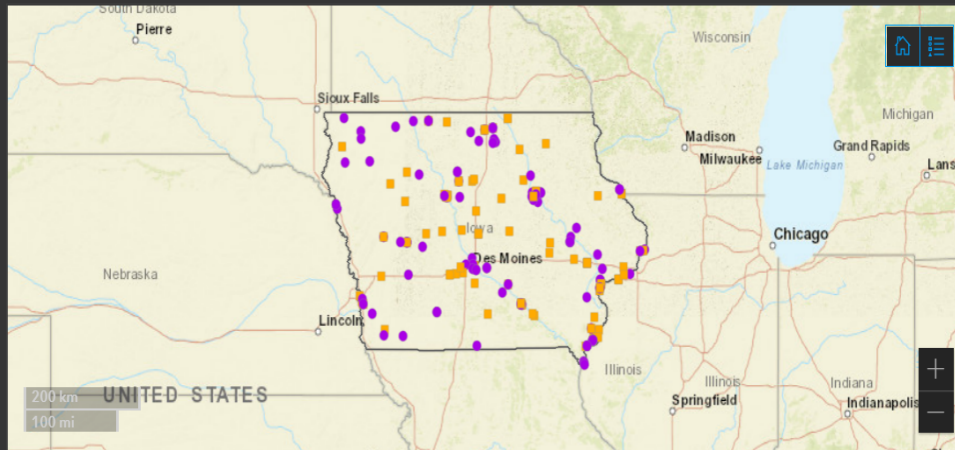 South Dakota
Pierre
Wisconsin
Sioux Falls
Michigan
Madison
Grand Rapids
Milwaukee
Lake Michigan
Lans
Iowa
Chicago
Des Moines
Nebraska
Lincoln
Illinois
Illinois
Indiana
200 km
UNITED STATES
Springfield
Indianapolis
100 mi